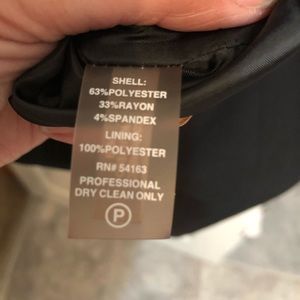 SHELL:
63%POLYESTER
33%RAYON
4%SPANDEX
LINING:
100%POLYESTER
RN# 54163
PROFESSIONAL
DRY CLEAN ONLY
P